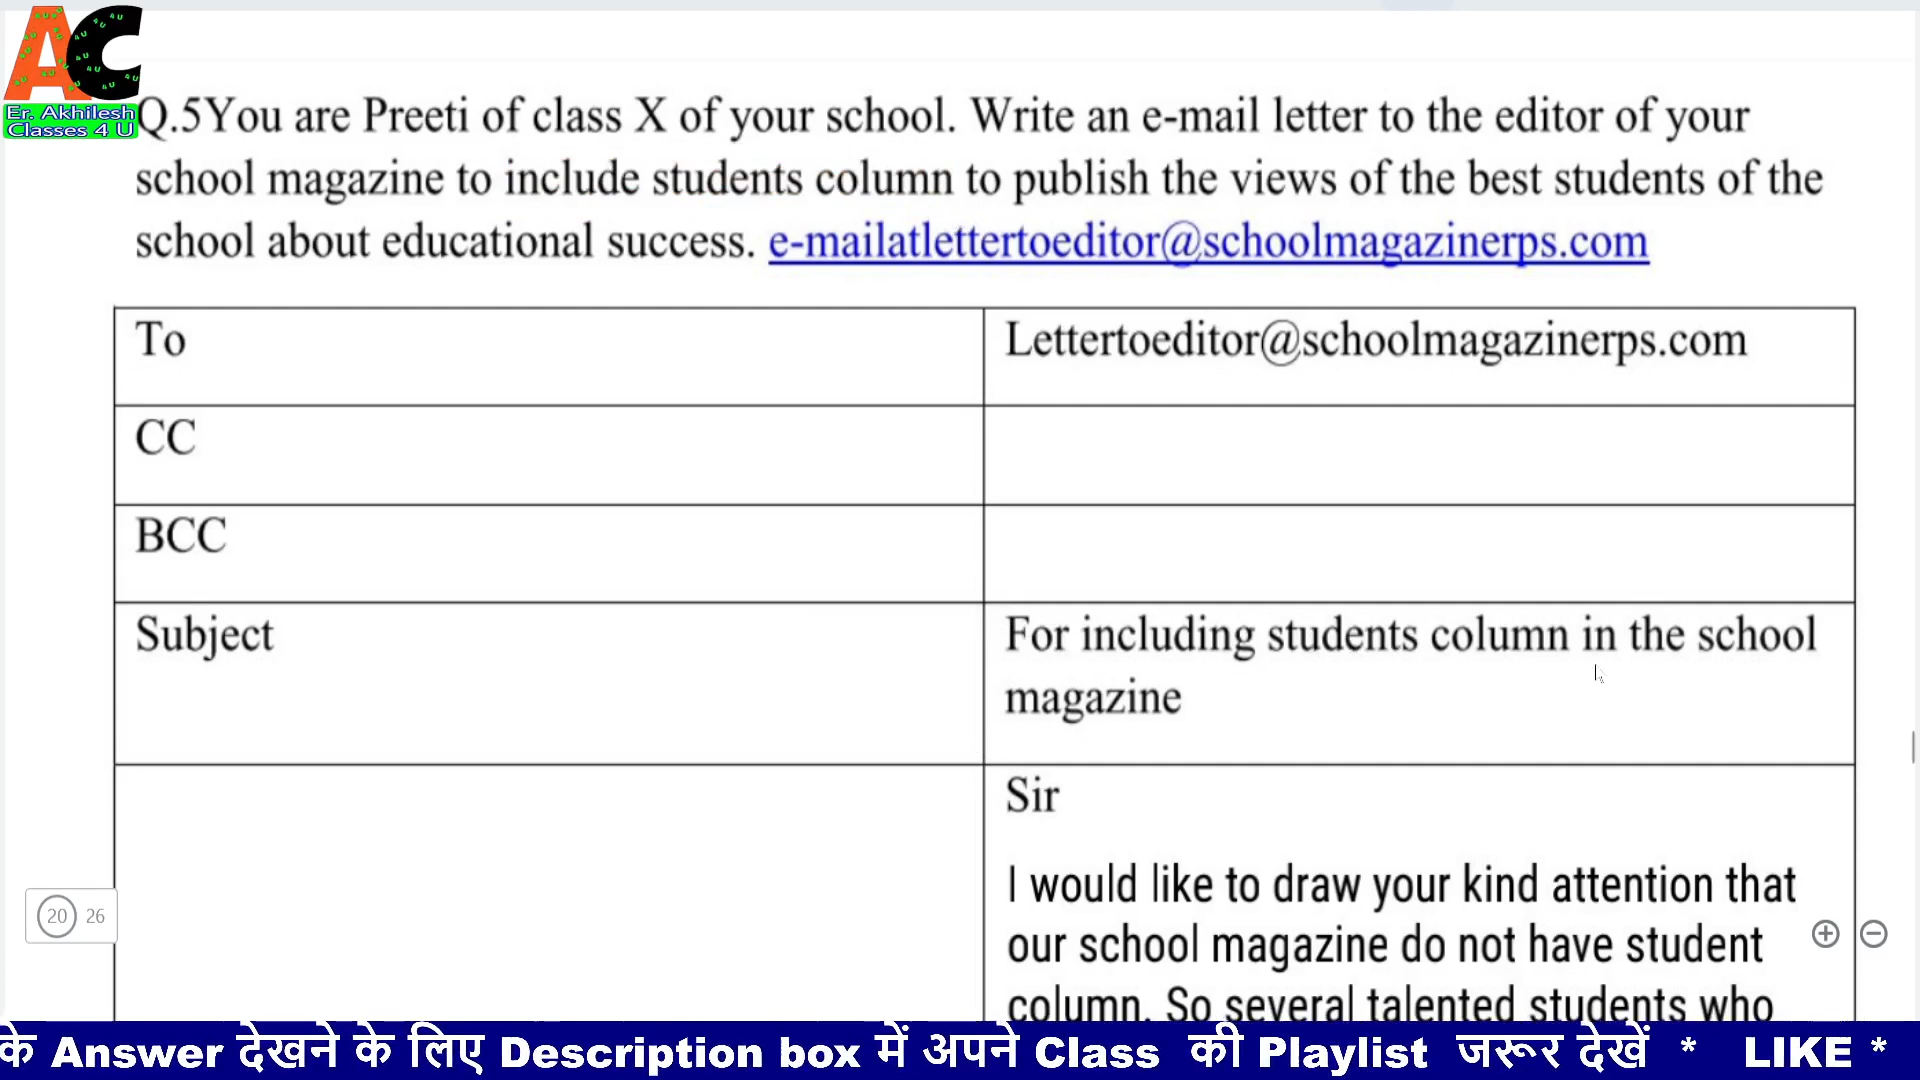 AC
Er. Akhilesh
Classes 4 U
Q.5You are Preeti of class X of your school. Write an e-mail letter to the editor of your
school magazine to include students column to publish the views of the best students of the
school about educational success. e-mailatlettertoeditor@schoolmagazinerps.com
To
Lettertoeditor@schoolmagazinerps.com
CC
BCC
Subject
For including students column in the school
magazine
Sir
I would like to draw your kind attention that
our school magazine do not have student
column. So several talented students who
20 26
के Answer देखने के लिए Description box में अपने Class की Playlist जरूर देखें * LIKE *